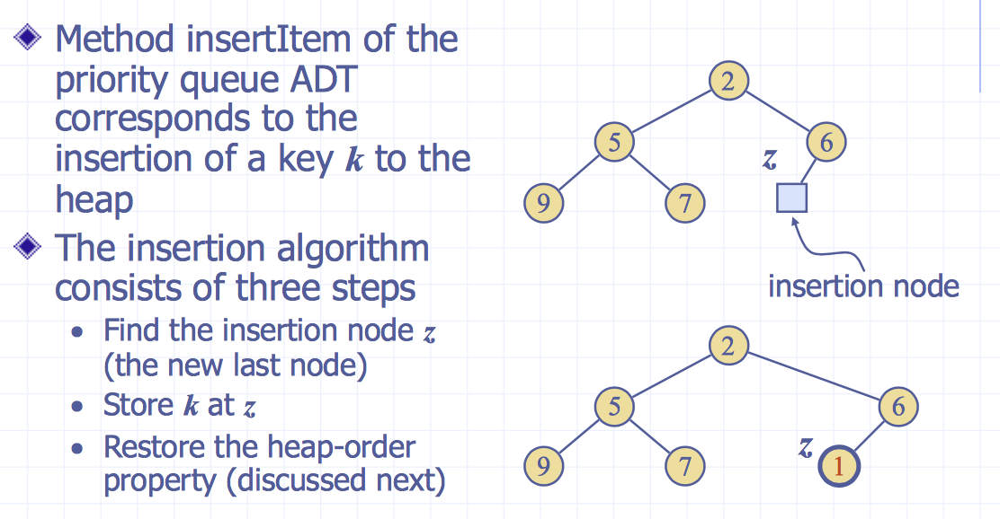 Method insertItem of the
priority queue ADT
corresponds to the
insertion of a key k to the
heap
The insertion algorithm
consists of three steps
Find the insertion node z
(the new last node)
Store k at z
Restore the heap-order
property (discussed next)
2
5
6
z
9
7
insertion node
2
5
6
z
9
7
1